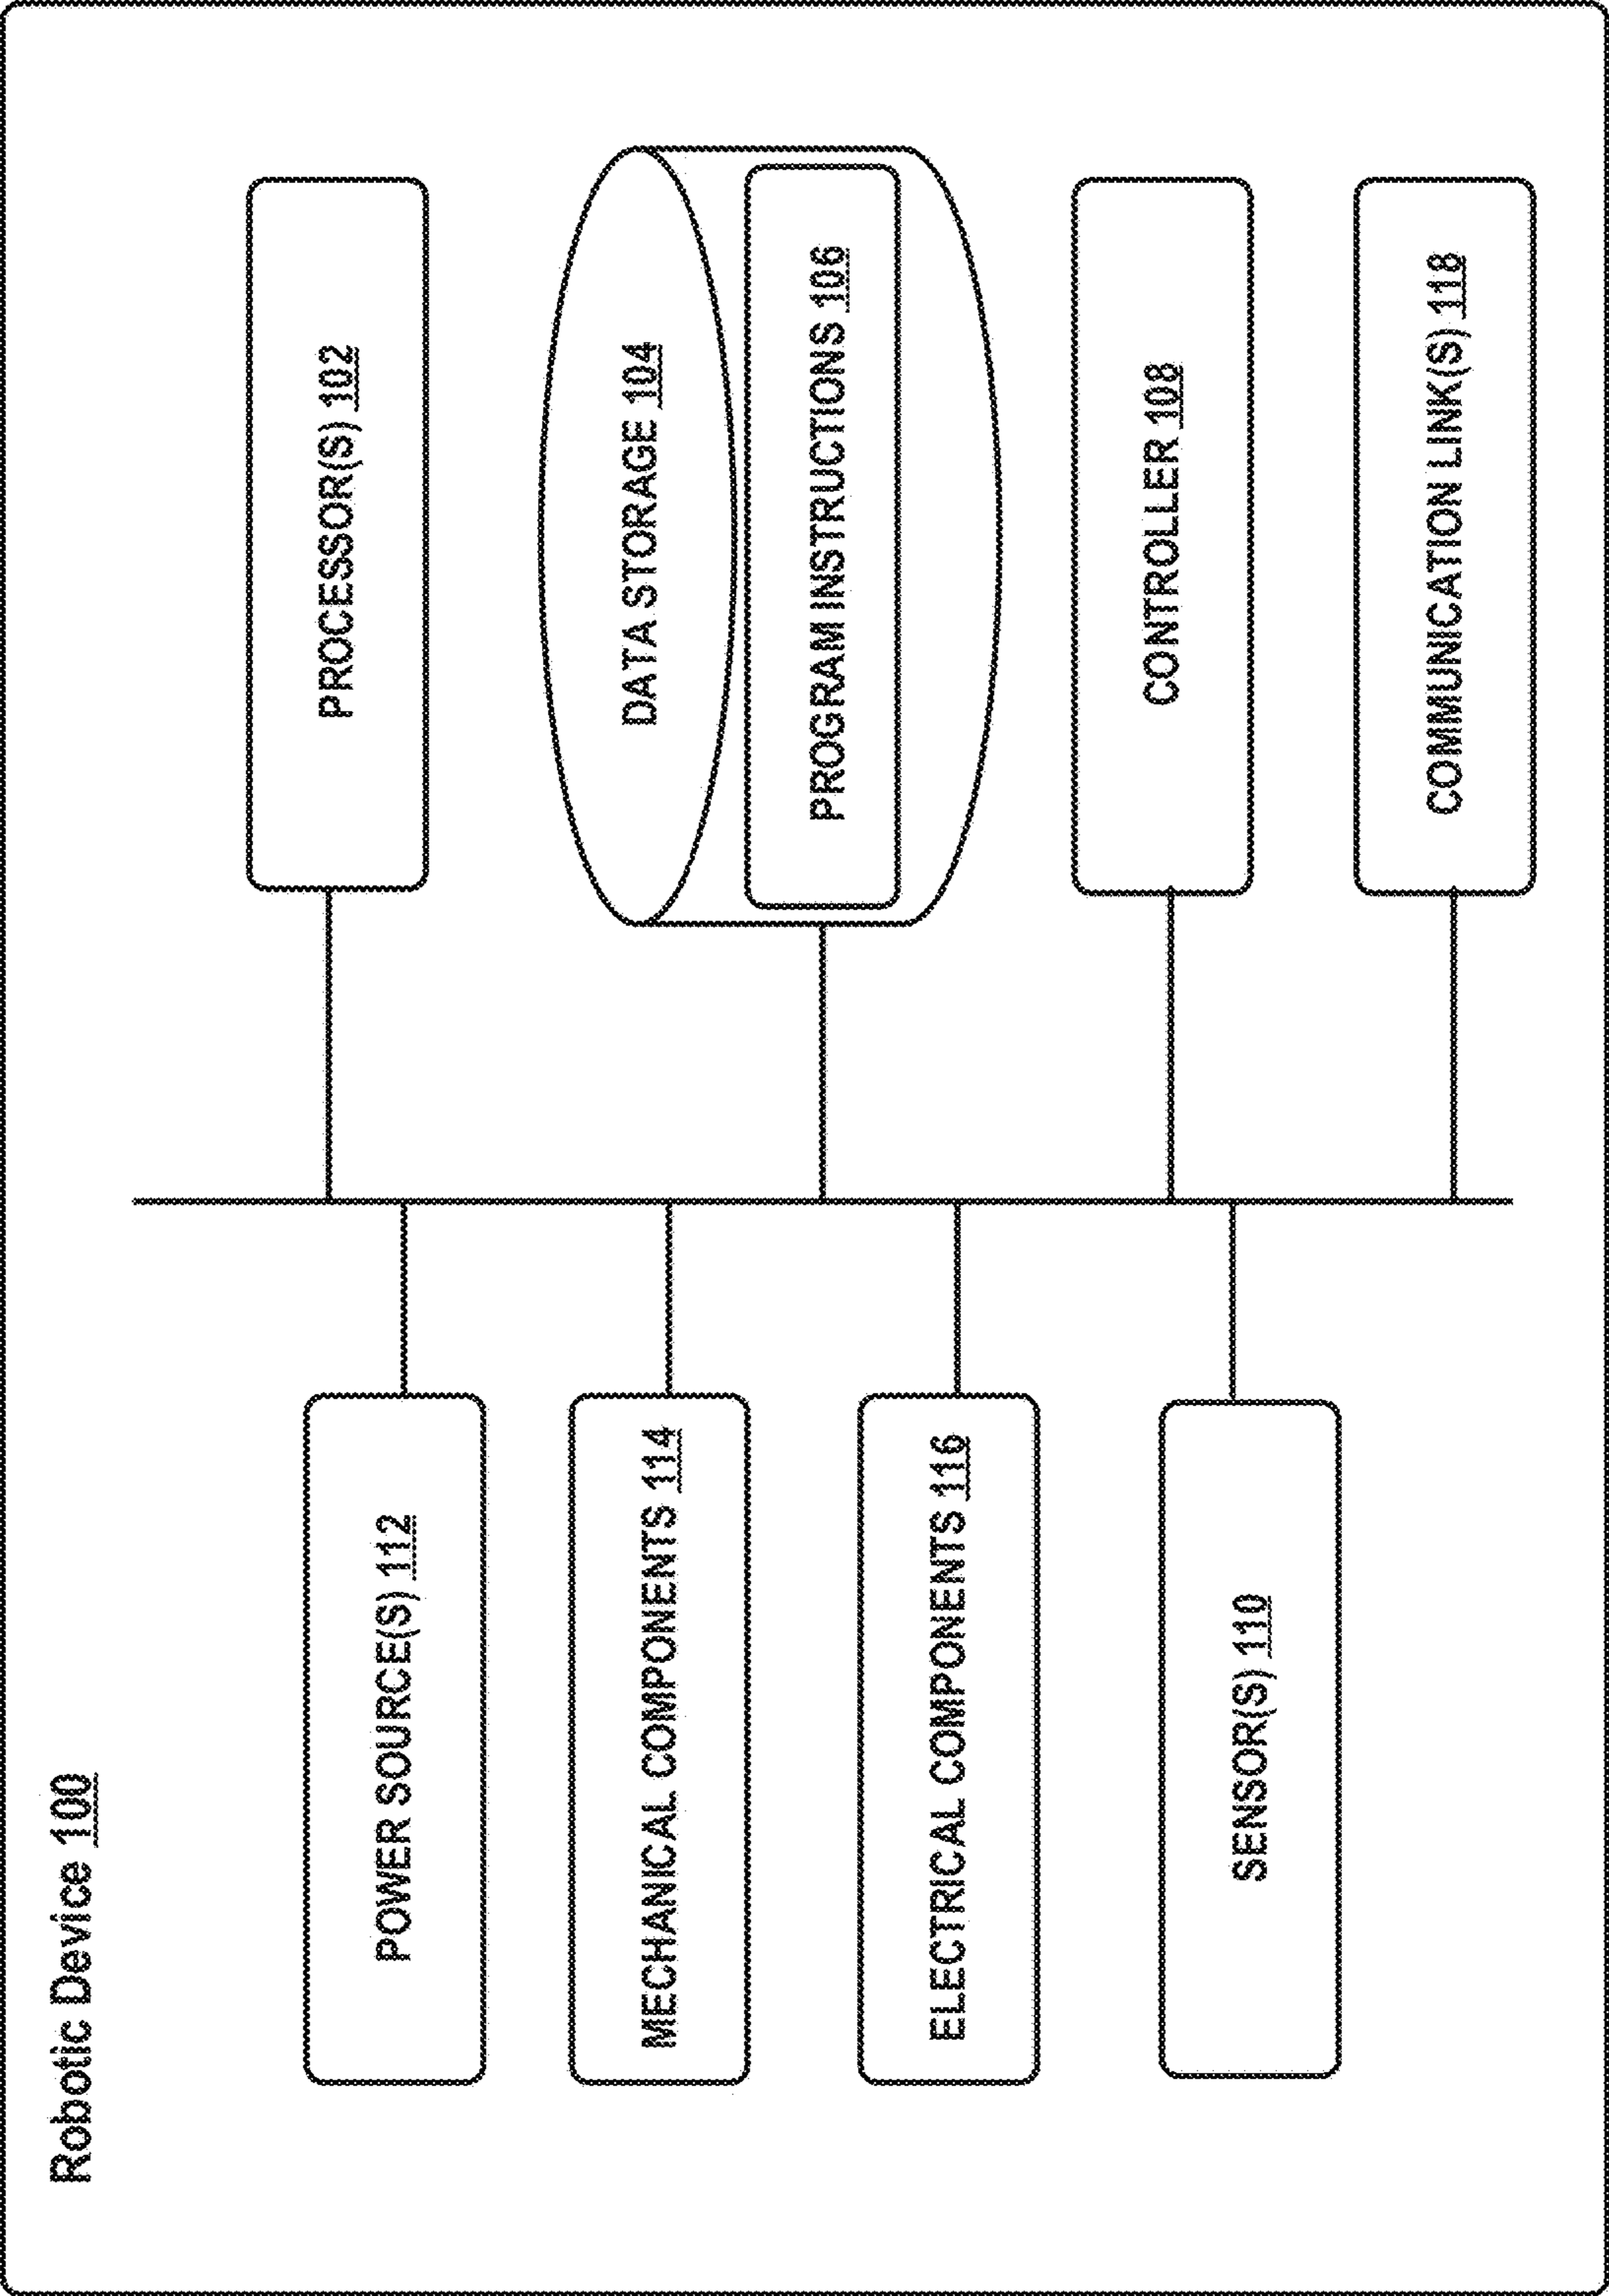 Robotic Device 100
POWER SOURCE(S) 112
MECHANICAL COMPONENTS 114
ELECTRICAL COMPONENTS 116
SENSOR(S) 110
PROCESSOR(S) 102
DATA STORAGE 104
PROGRAM INSTRUCTIONS 106
CONTROLLER 108
COMMUNICATION LINK(S) 118